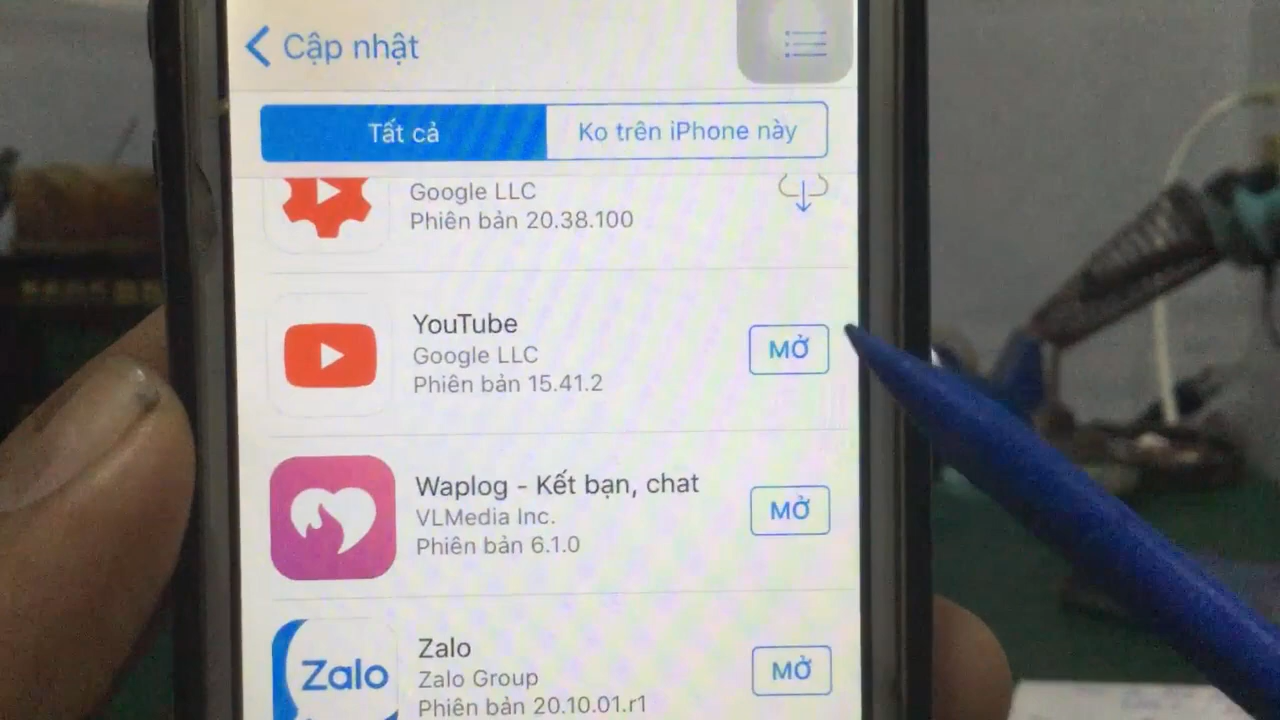 Cập nhật
Tất cả
Ko trên iPhone này
Google LLC
Phiên bản 20.38.100
YouTube
Google LLC
Phiên bản 15.41.2
MỞ
Waplog - Kết bạn, chat
VLMedia Inc.
Phiên bản 6.1.0
MỞ
Zalo
Zalo
Zalo Group
Phiên bản 20.10.01.r1
MỞ